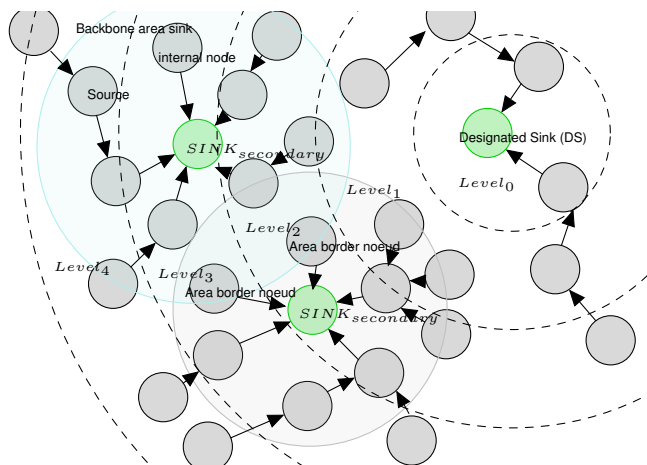 Backbone area sink
internal node
Source
Designated Sink (DS)
SINK_secondary
Level_0
Level_1
Level_2
Area border noeud
Level_4
Level_3
Area border noeud
SINK_secondary